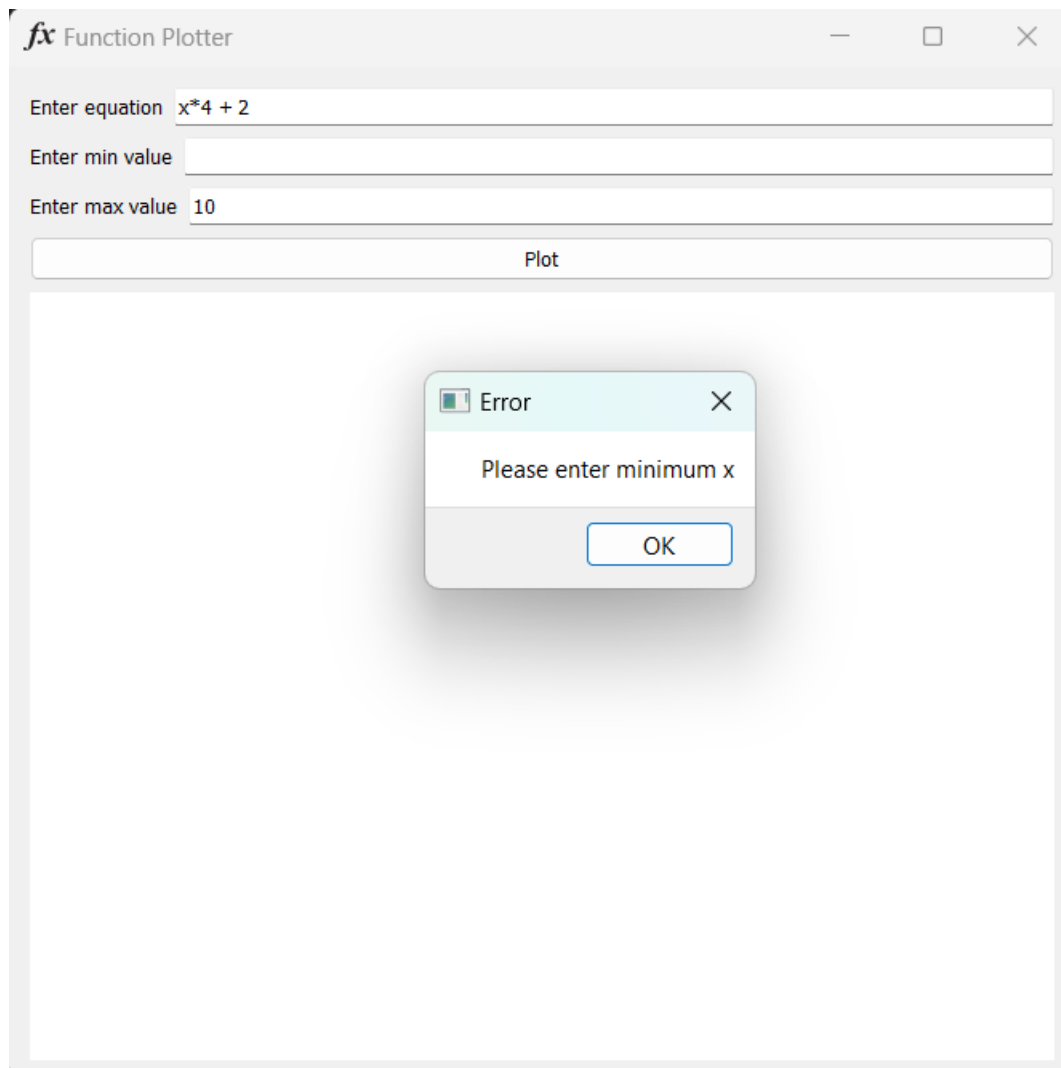 fx Function Plotter
Enter equation x*4 + 2
Enter min value
Enter max value 10
Plot
Error
Please enter minimum x
OK